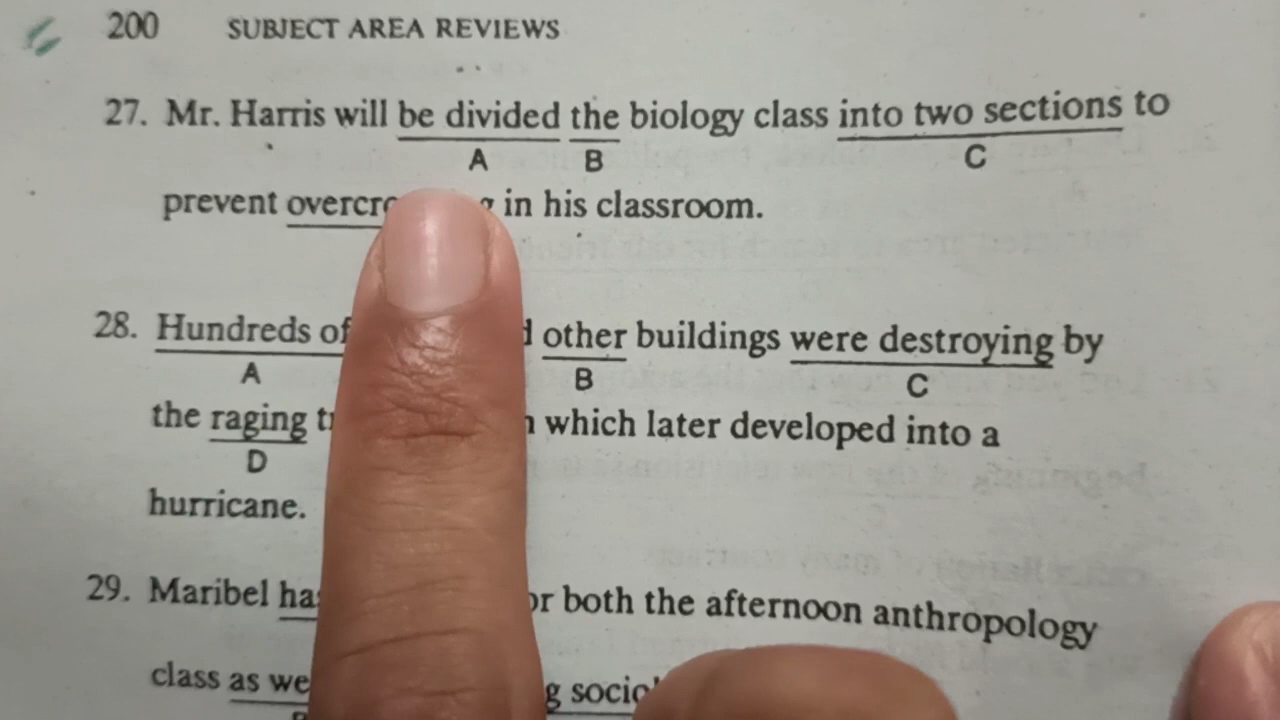 200 SUBJECT AREA REVIEWS
27. Mr. Harris will be divided the biology class into two sections to
A B C
prevent in his classroom.
28. Hundreds of other buildings were destroying by
A B C
the raging which later developed into a
D
hurricane.
29. Maribel both the afternoon anthropology
class as